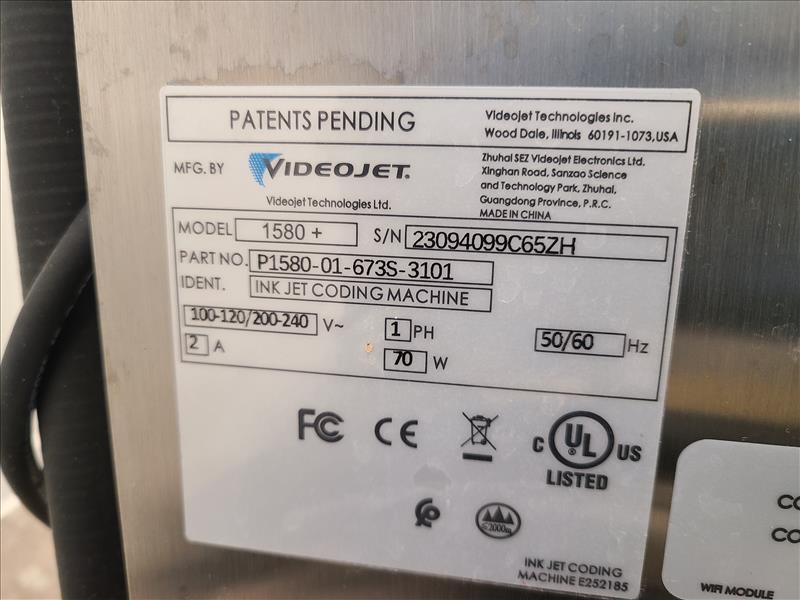 PATENTS PENDING
Videojet Technologies Inc.
Wood Dale, Illinois 60191-1073,USA
MFG. BY VIDEOJET.
Videojet Technologies Ltd.
Zhuhai SEZ Videojet Electronics Ltd.
Xinghan Road, Sanzao Science
and Technology Park, Zhuhai,
Guangdong Province, P.R.C.
MADE IN CHINA
MODEL 1580 + S/N 23094099C65ZH
PART NO. P1580-01-673S-3101
IDENT. INK JET CODING MACHINE
100-120/200-240 V~ 1 PH 50/60 Hz
2 A 70 W
FC CE C UL US
LISTED
≤2000m
INK JET CODING
MACHINE E252185
CO
CO
WIFI MODULE